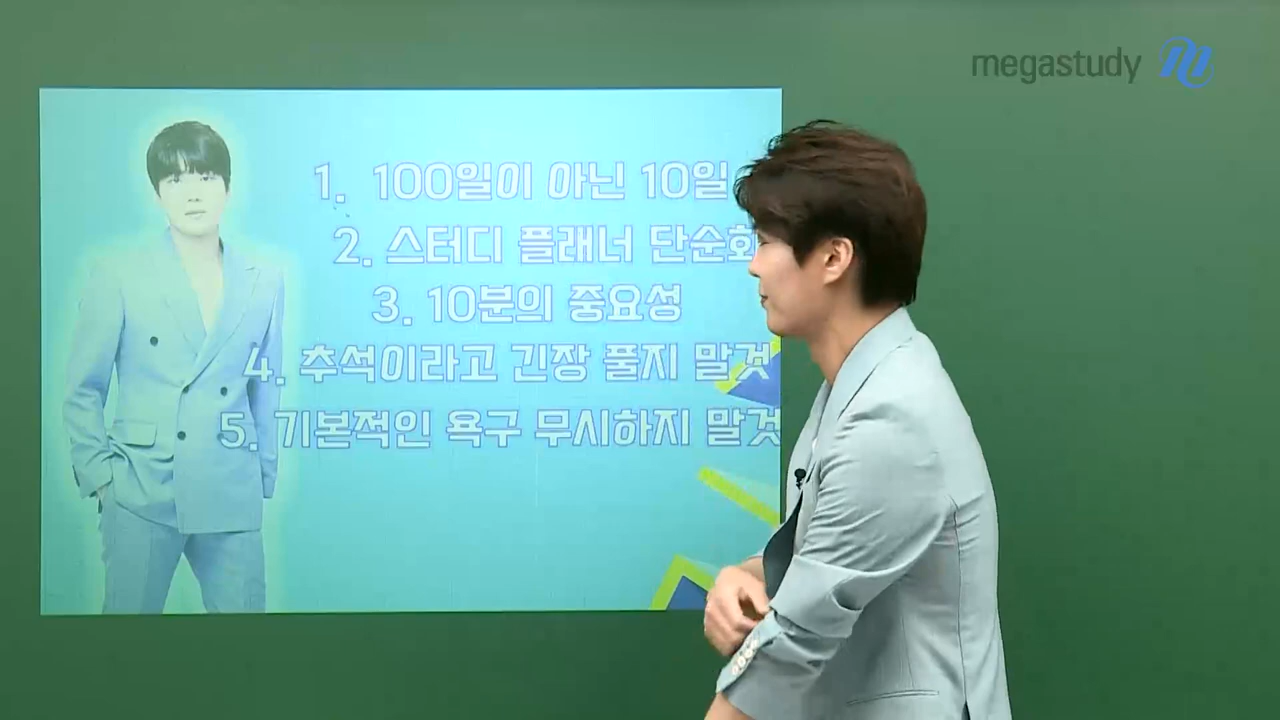 megastudy
1. 100일이 아닌 10일
2. 스터디 플래너 단순화
3. 10분의 중요성
4. 추석이라고 긴장 풀지 말것
5. 기본적인 욕구 무시하지 말것